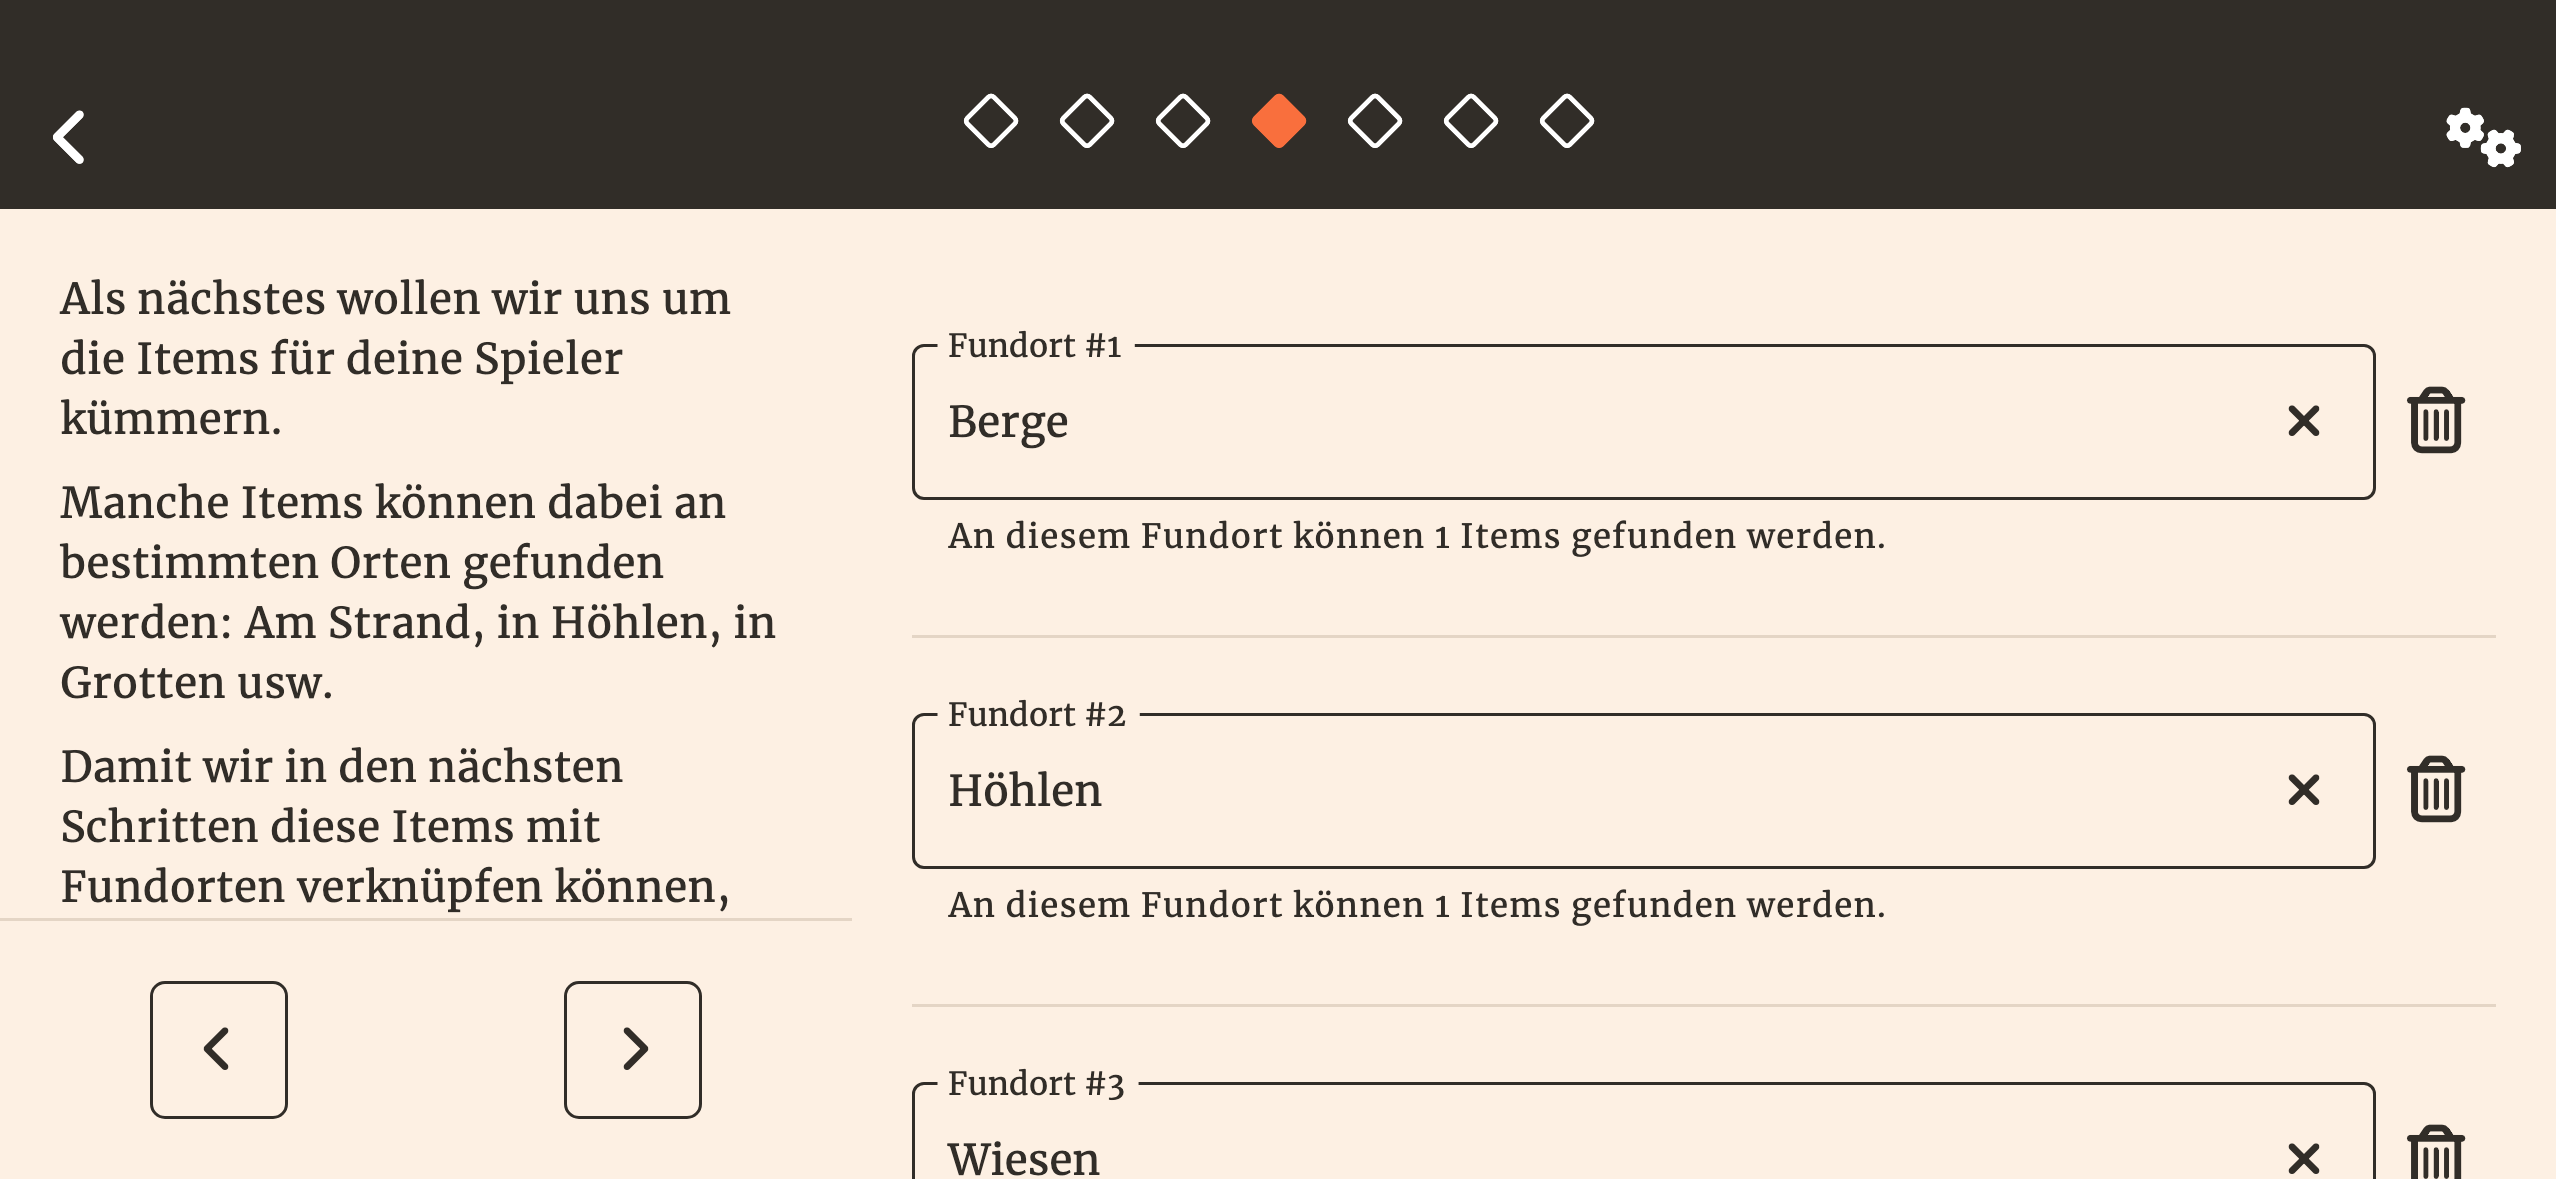 Als nächstes wollen wir uns um
die Items für deine Spieler
kümmern.
Manche Items können dabei an
bestimmten Orten gefunden
werden: Am Strand, in Höhlen, in
Grotten usw.
Damit wir in den nächsten
Schritten diese Items mit
Fundorten verknüpfen können,
Fundort #1
Berge
An diesem Fundort können 1 Items gefunden werden.
Fundort #2
Höhlen
An diesem Fundort können 1 Items gefunden werden.
Fundort #3
Wiesen